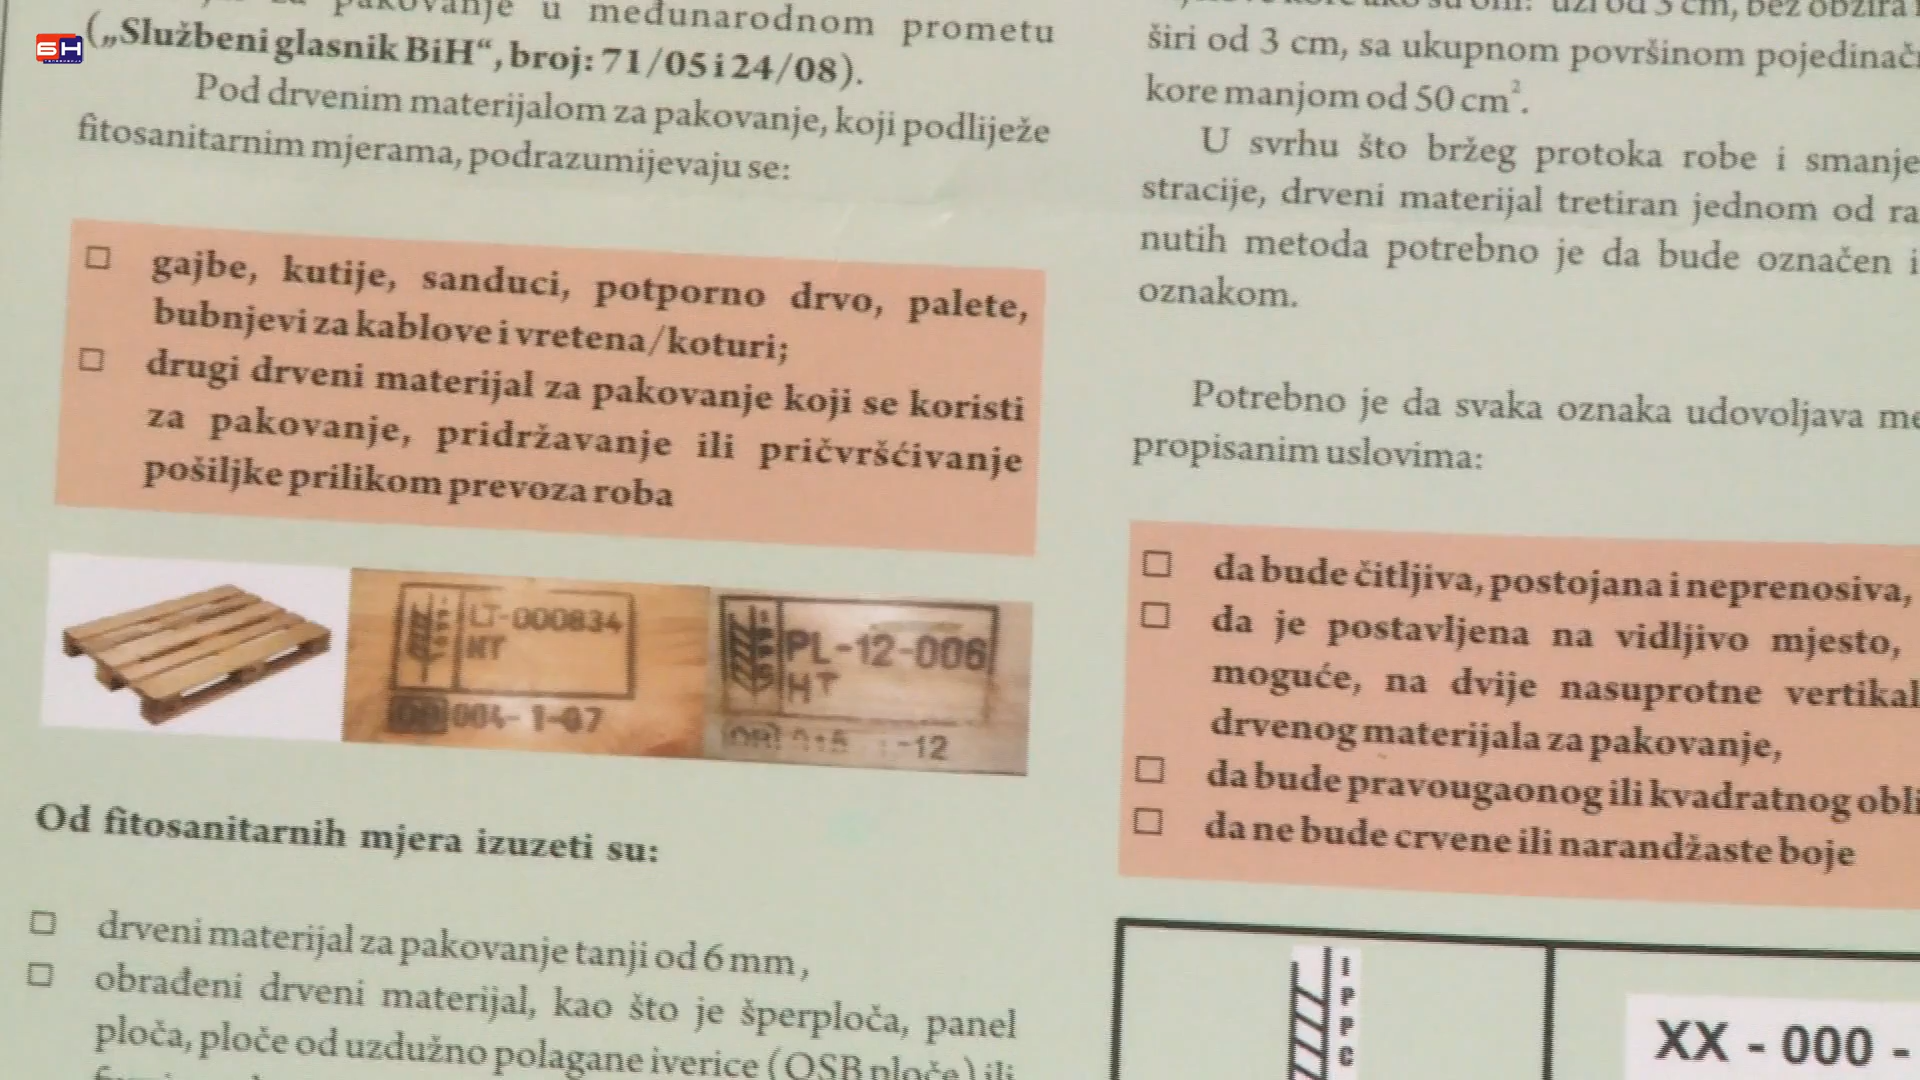 BH
za pakovanje u međunarodnom prometu
(„Službeni glasnik BiH“, broj: 71/05 i 24/08).
Pod drvenim materijalom za pakovanje, koji podliježe
fitosanitarnim mjerama, podrazumijevaju se:
gajbe, kutije, sanduci, potporno drvo, palete,
bubnjevi za kablove i vretena/koturi;
drugi drveni materijal za pakovanje koji se koristi
za pakovanje, pridržavanje ili pričvršćivanje
pošiljke prilikom prevoza roba
LT-000834
HT
004- 1-07
PL-12-006
HT
-12
Od fitosanitarnih mjera izuzeti su:
drveni materijal za pakovanje tanji od 6 mm,
obrađeni drveni materijal, kao što je šperploča, panel
ploča, ploče od uzdužno polagane iverice (OSB ploče) ili
širi od 3 cm, sa ukupnom površinom pojedinač
kore manjom od 50 cm².
U svrhu što bržeg protoka robe i smanje
stracije, drveni materijal tretiran jednom od ra
nutih metoda potrebno je da bude označen i
oznakom.
Potrebno je da svaka oznaka udovoljava me
propisanim uslovima:
da bude čitljiva, postojana i neprenosiva,
da je postavljena na vidljivo mjesto,
moguće, na dvije nasuprotne vertikal
drvenog materijala za pakovanje,
da bude pravougaonog ili kvadratnog obli
da ne bude crvene ili narandžaste boje
IPPC
XX - 000 -